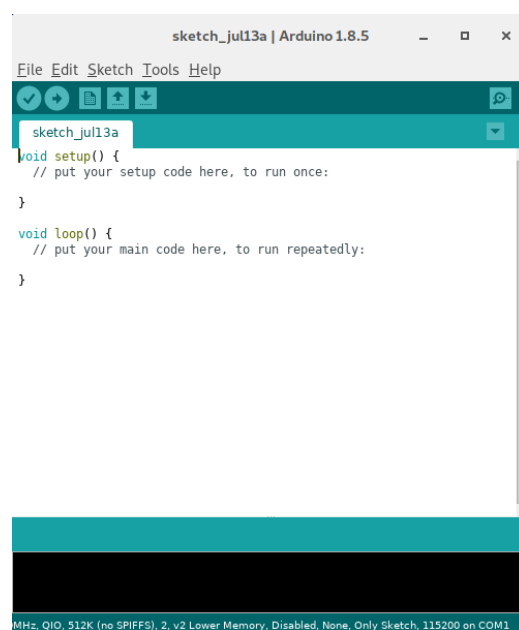 sketch_jul13a | Arduino 1.8.5
File Edit Sketch Tools Help
sketch_jul13a
void setup() {
// put your setup code here, to run once:
}
void loop() {
// put your main code here, to run repeatedly:
}
MHz, QIO, 512K (no SPIFFS), 2, v2 Lower Memory, Disabled, None, Only Sketch, 115200 on COM1